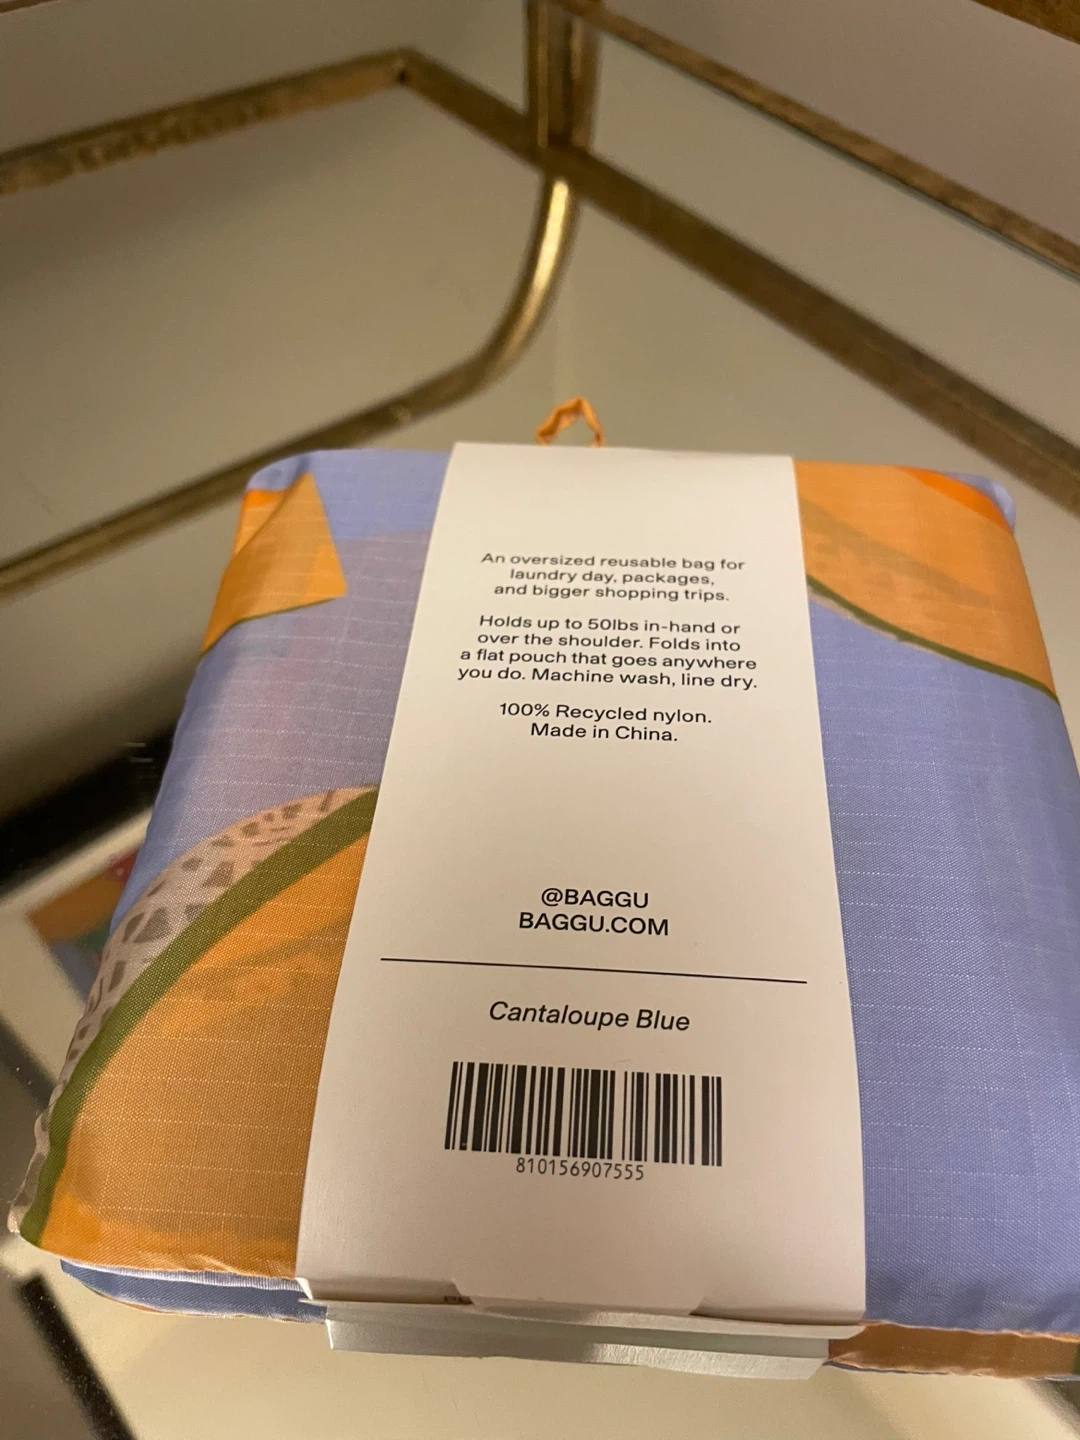 An oversized reusable bag for
laundry day, packages,
and bigger shopping trips.
Holds up to 50lbs in-hand or
over the shoulder. Folds into
a flat pouch that goes anywhere
you do. Machine wash, line dry.
100% Recycled nylon.
Made in China.
@BAGGU
BAGGU.COM
Cantaloupe Blue
810156907555